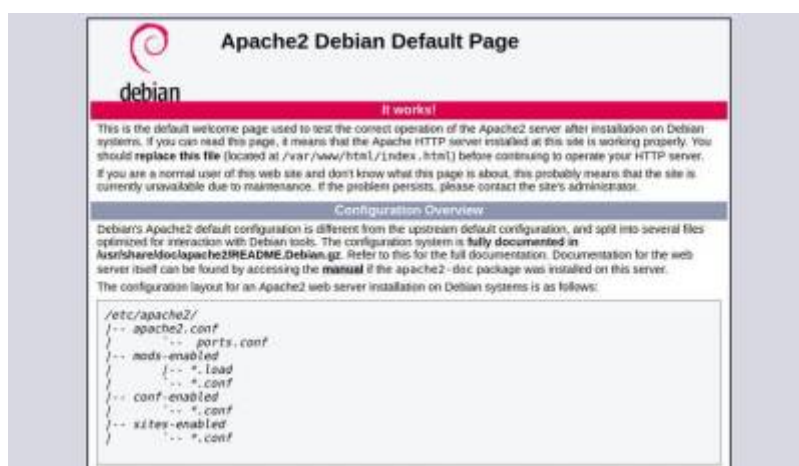 Apache2 Debian Default Page
debian
It works!
This is the default welcome page used to test the correct operation of the Apache2 server after installation on Debian
systems. If you can read this page, it means that the Apache HTTP server installed at this site is working properly. You
should replace this file (located at /var/www/html/index.html) before continuing to operate your HTTP server.
If you are a normal user of this web site and don't know what this page is about, this probably means that the site is
currently unavailable due to maintenance. If the problem persists, please contact the site's administrator.
Configuration Overview
Debian's Apache2 default configuration is different from the upstream default configuration, and split into several files
optimized for interaction with Debian tools. The configuration system is fully documented in
/usr/share/doc/apache2/README.Debian.gz. Refer to this for the full documentation. Documentation for the web
server itself can be found by accessing the manual if the apache2-doc package was installed on this server.
The configuration layout for an Apache2 web server installation on Debian systems is as follows:
/etc/apache2/
|-- apache2.conf
|       `--  ports.conf
|-- mods-enabled
|       |-- *.load
|       `-- *.conf
|-- conf-enabled
|       `-- *.conf
|-- sites-enabled
|       `-- *.conf